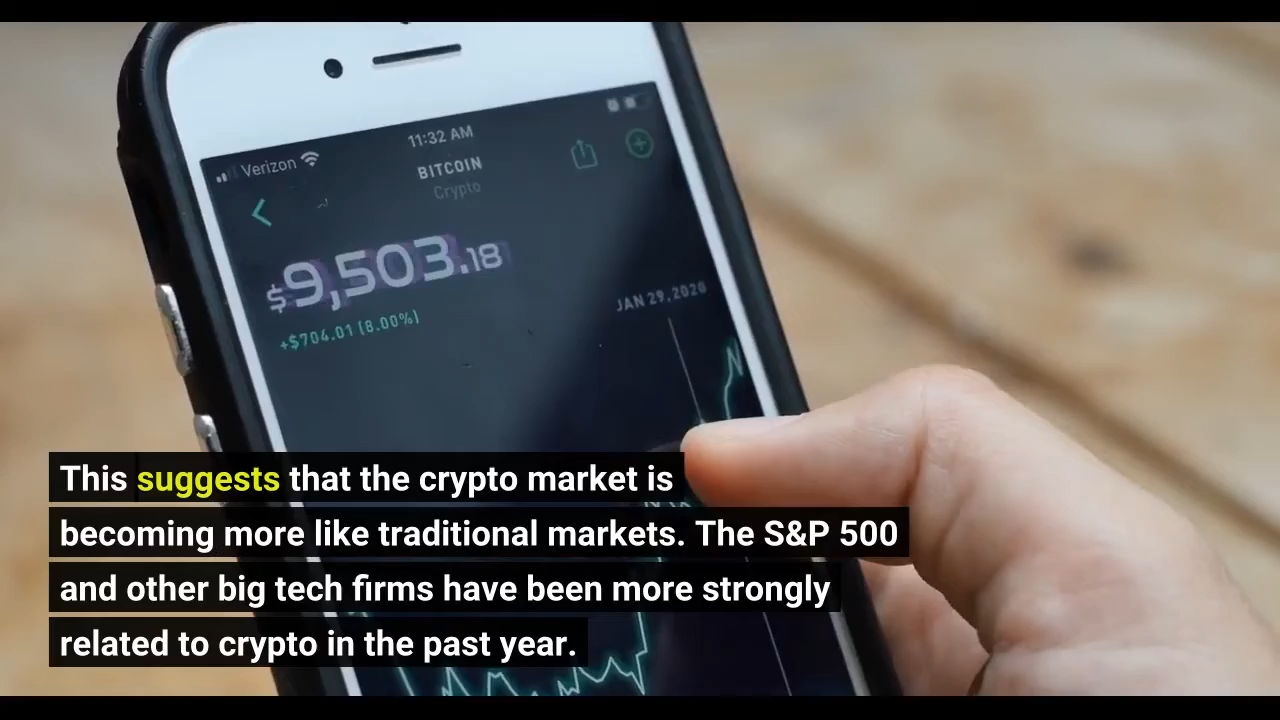 11:32 AM
Verizon
BITCOIN
Crypto
$9,503.18
+$704.01 (8.00%)
JAN 29,2020
This suggests that the crypto market is
becoming more like traditional markets. The S&P 500
and other big tech firms have been more strongly
related to crypto in the past year.